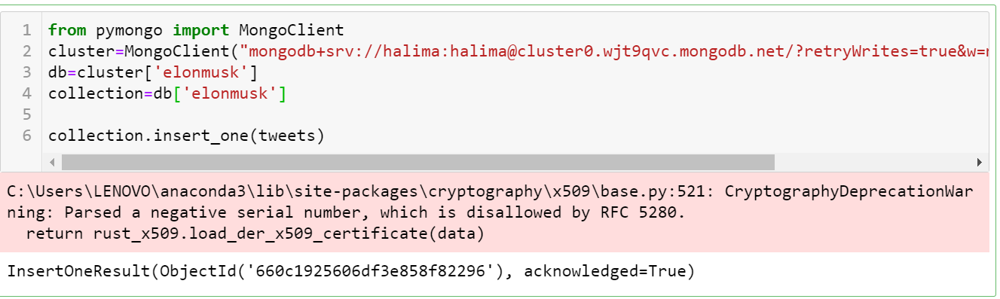 1 from pymongo import MongoClient
2 cluster=MongoClient("mongodb+srv://halima:halima@cluster0.wjt9qvc.mongodb.net/?retryWrites=true&w=
3 db=cluster['elonmusk']
4 collection=db['elonmusk']
5
6 collection.insert_one(tweets)
C:\Users\LENOVO\anaconda3\lib\site-packages\cryptography\x509\base.py:521: CryptographyDeprecationWar
ning: Parsed a negative serial number, which is disallowed by RFC 5280.
  return rust_x509.load_der_x509_certificate(data)
InsertOneResult(ObjectId('660c1925606df3e858f82296'), acknowledged=True)